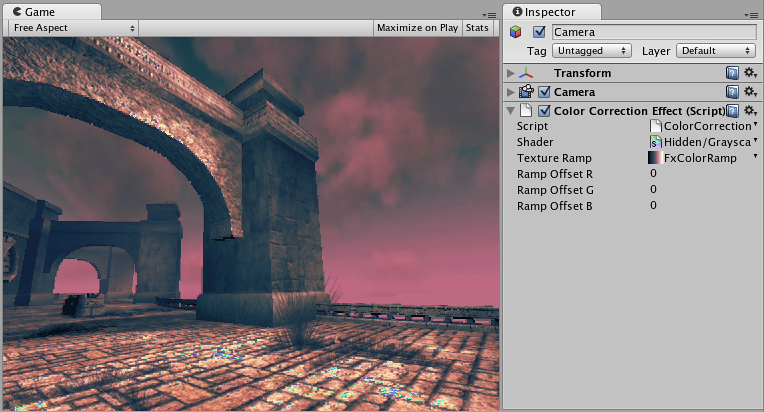 Game
Free Aspect
Maximize on Play
Stats
Inspector
Camera
Tag Untagged Layer Default
Transform
Camera
Color Correction Effect (Script)
Script ColorCorrection
Shader Hidden/Graysca
Texture Ramp FxColorRamp
Ramp Offset R 0
Ramp Offset G 0
Ramp Offset B 0